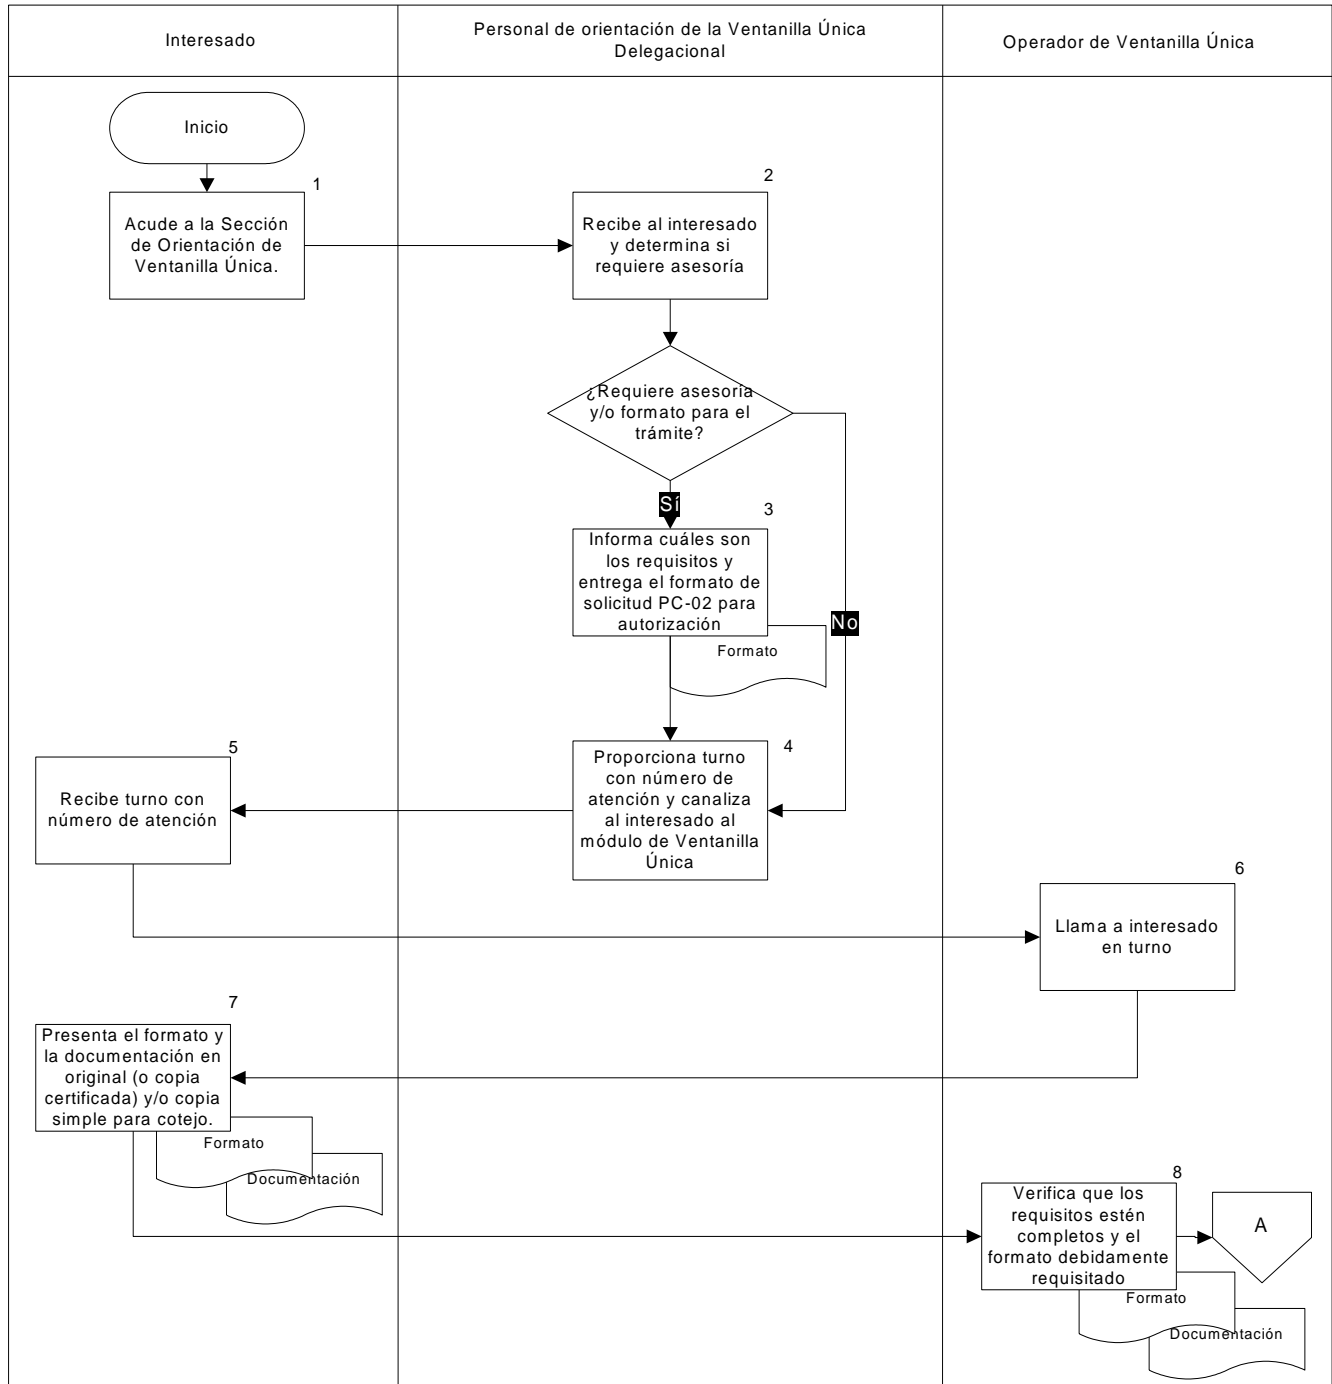 Interesado
Personal de orientación de la Ventanilla Única
Delegacional
Operador de Ventanilla Única
Inicio
1
Acude a la Sección
de Orientación de
Ventanilla Única.
2
Recibe al interesado
y determina si
requiere asesoría
¿Requiere asesoría
y/o formato para el
trámite?
Sí
3
Informa cuáles son
los requisitos y
entrega el formato de
solicitud PC-02 para
autorización
No
Formato
4
Proporciona turno
con número de
atención y canaliza
al interesado al
módulo de Ventanilla
Única
5
Recibe turno con
número de atención
6
Llama a interesado
en turno
7
Presenta el formato y
la documentación en
original (o copia
certificada) y/o copia
simple para cotejo.
Formato
Documentación
8
Verifica que los
requisitos estén
completos y el
formato debidamente
requisitado
A
Formato
Documentación